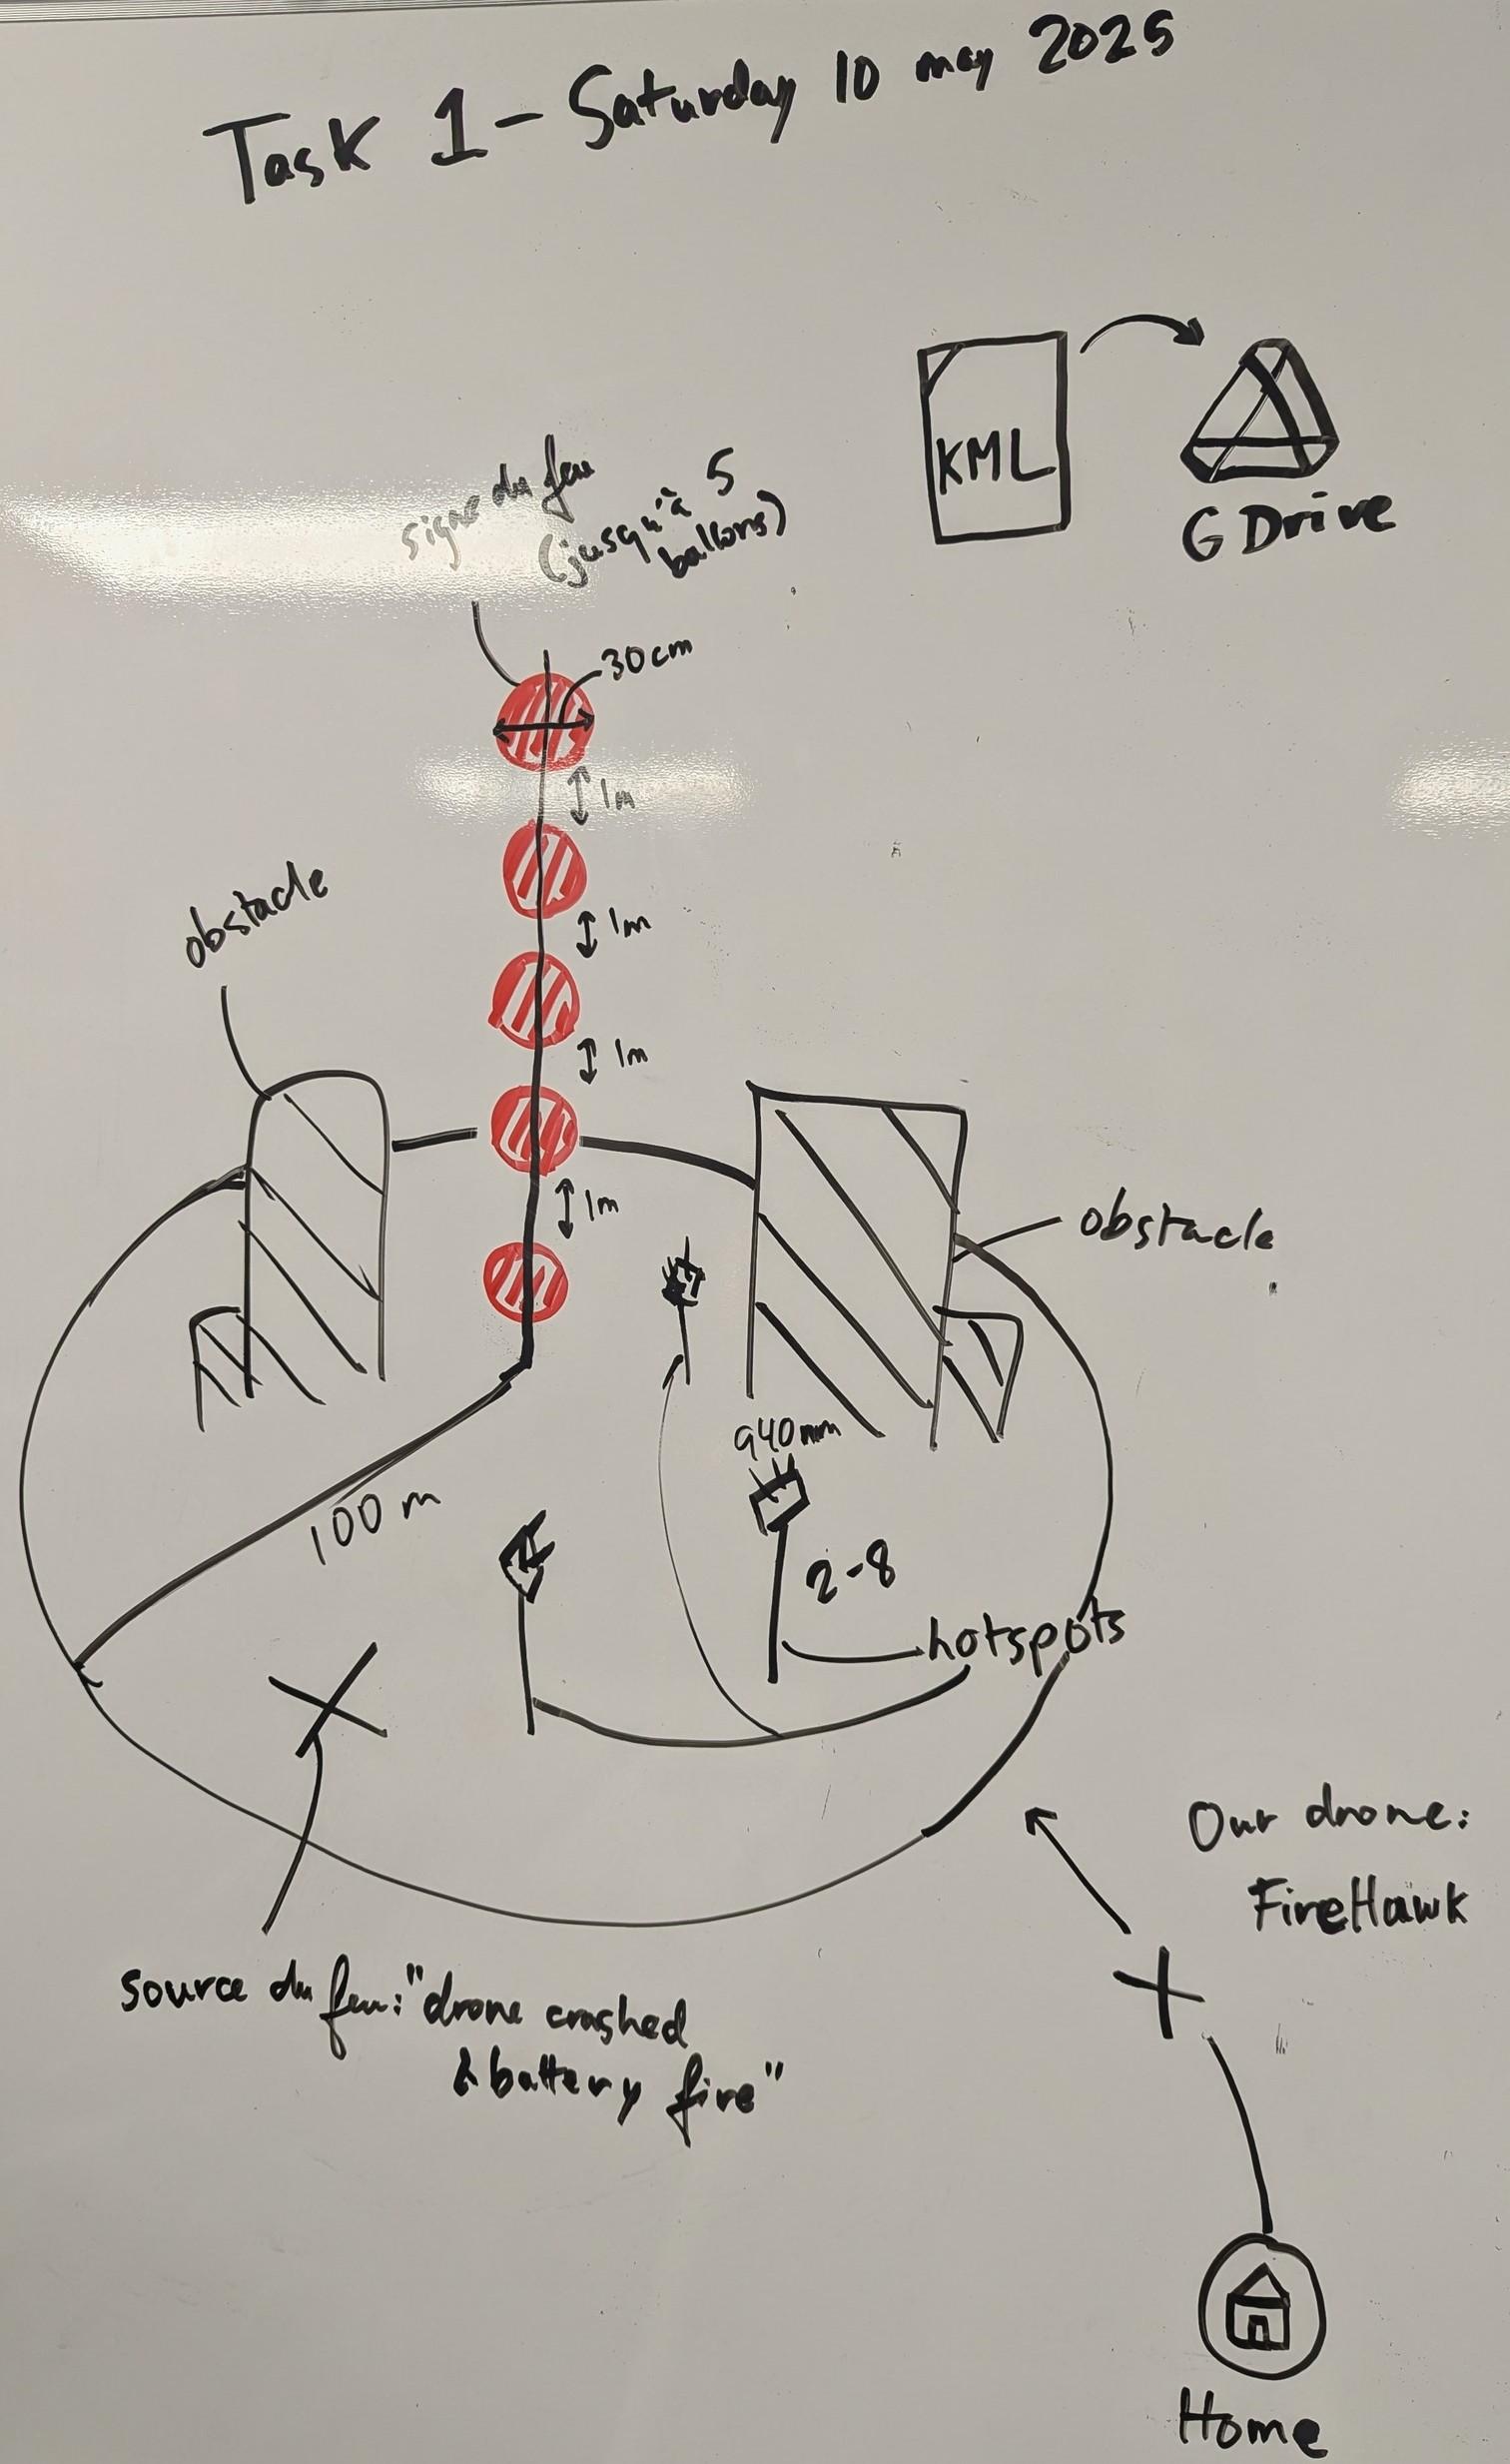 Task 1 - Saturday 10 may 2025
KML
G Drive
signe du feu
(jusqu'à 5
ballons)
30cm
1m
1m
1m
1m
obstacle
obstacle
940nm
100 m
2-8
hotspots
Our drone:
FireHawk
source du feu: "drone crashed
& battery fire"
Home